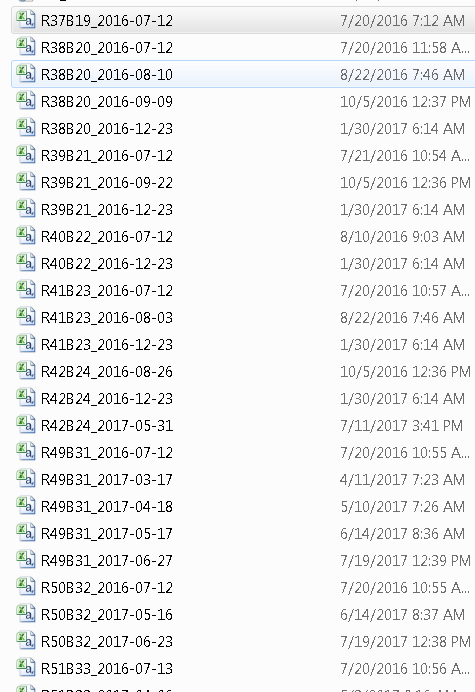 R37B19_2016-07-12 7/20/2016 7:12 AM
R38B20_2016-07-12 7/20/2016 11:58 A...
R38B20_2016-08-10 8/22/2016 7:46 AM
R38B20_2016-09-09 10/5/2016 12:37 PM
R38B20_2016-12-23 1/30/2017 6:14 AM
R39B21_2016-07-12 7/21/2016 10:54 A...
R39B21_2016-09-22 10/5/2016 12:36 PM
R39B21_2016-12-23 1/30/2017 6:14 AM
R40B22_2016-07-12 8/10/2016 9:03 AM
R40B22_2016-12-23 1/30/2017 6:14 AM
R41B23_2016-07-12 7/20/2016 10:57 A...
R41B23_2016-08-03 8/22/2016 7:46 AM
R41B23_2016-12-23 1/30/2017 6:14 AM
R42B24_2016-08-26 10/5/2016 12:36 PM
R42B24_2016-12-23 1/30/2017 6:14 AM
R42B24_2017-05-31 7/11/2017 3:41 PM
R49B31_2016-07-12 7/20/2016 10:55 A...
R49B31_2017-03-17 4/11/2017 7:23 AM
R49B31_2017-04-18 5/10/2017 7:26 AM
R49B31_2017-05-17 6/14/2017 8:36 AM
R49B31_2017-06-27 7/19/2017 12:39 PM
R50B32_2016-07-12 7/20/2016 10:55 A...
R50B32_2017-05-16 6/14/2017 8:37 AM
R50B32_2017-06-23 7/19/2017 12:38 PM
R51B33_2016-07-13 7/20/2016 10:56 A...